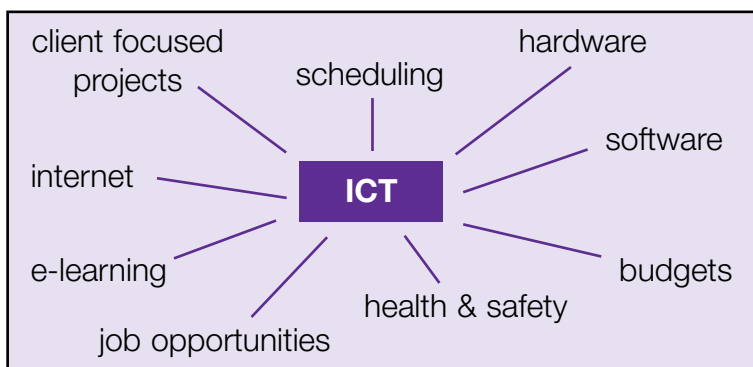 client focused
projects
scheduling
hardware
software
internet
ICT
e-learning
budgets
health & safety
job opportunities